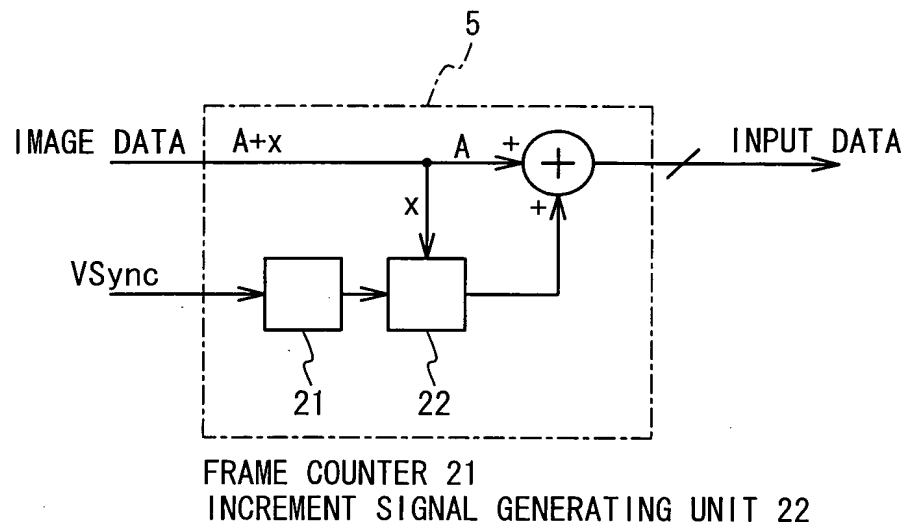 5
IMAGE DATA A+x A + + INPUT DATA
x +
VSync
21 22
FRAME COUNTER 21
INCREMENT SIGNAL GENERATING UNIT 22